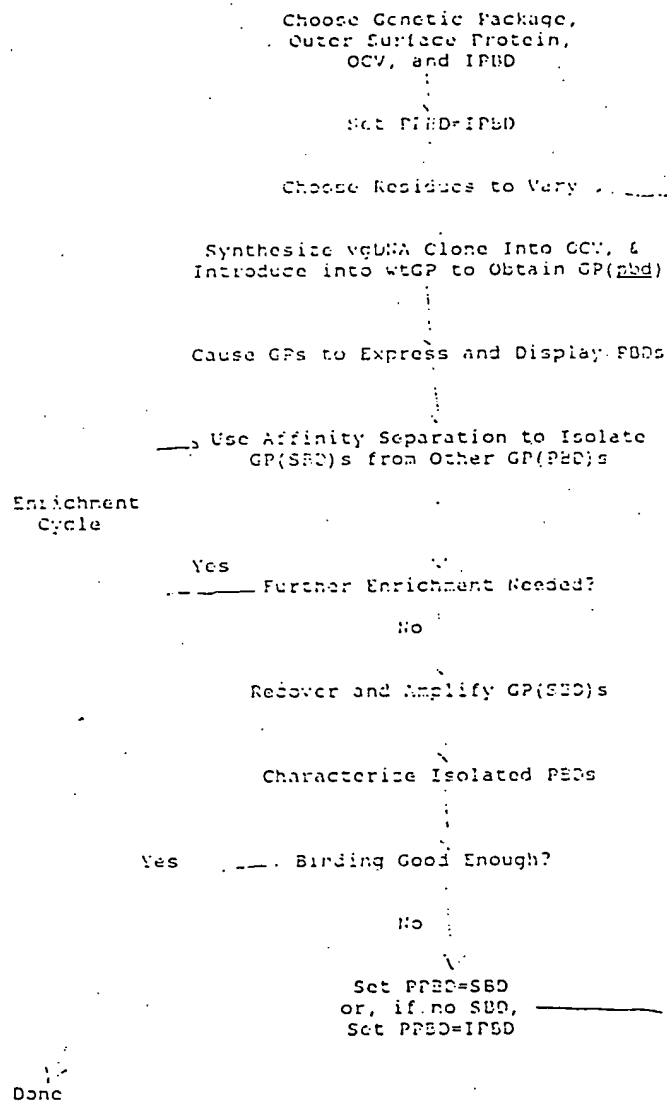 Choose Genetic Package,
Outer Surface Protein,
OCV, and IPBD
Set PPBD=IPBD
Choose Residues to Vary
Synthesize vgDNA Clone Into OCV, &
Introduce into wtGP to Obtain GP(pbd)
Cause GPs to Express and Display PBDs
Use Affinity Separation to Isolate
GP(SBD)s from Other GP(PBD)s
Enrichment
Cycle
Yes
Further Enrichment Needed?
No
Recover and Amplify GP(SBD)s
Characterize Isolated PBDs
Yes
Binding Good Enough?
No
Set PPBD=SBD
or, if no SBD,
Set PPBD=IPBD
Done